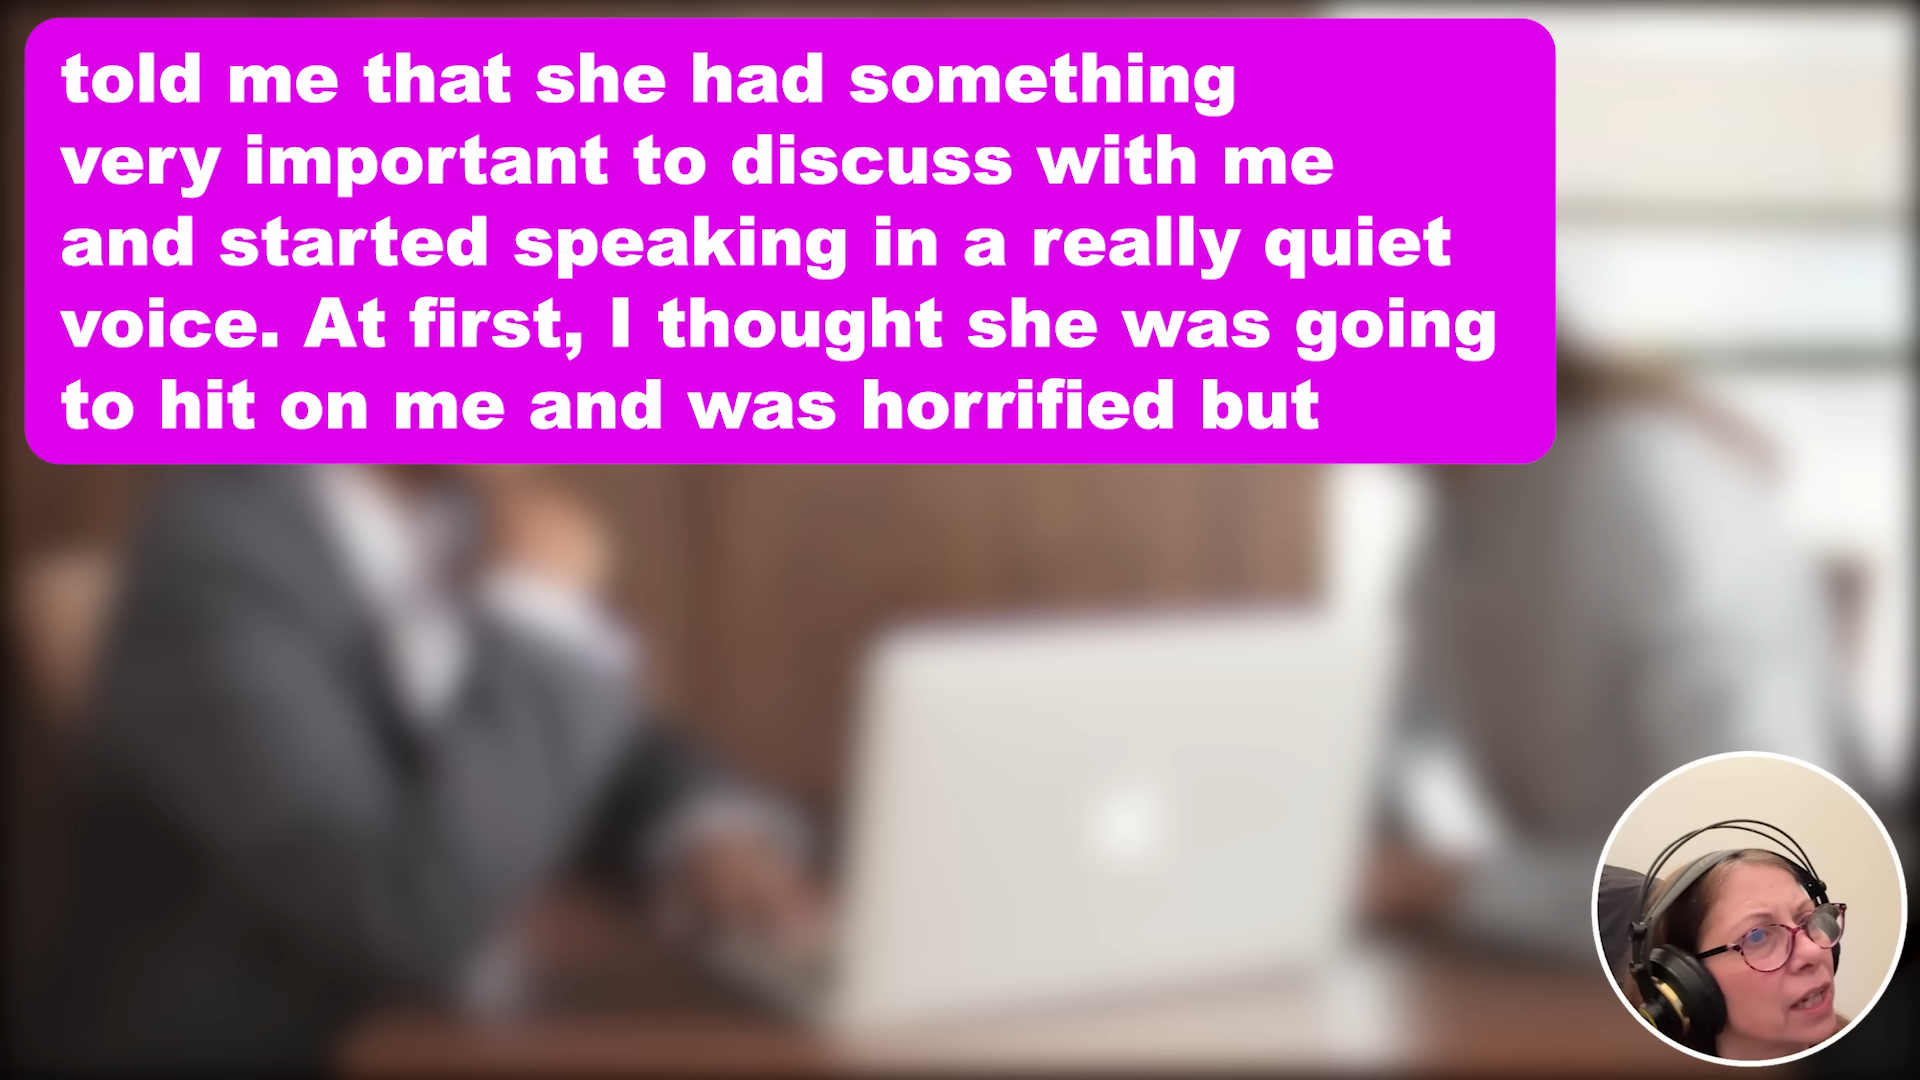 told me that she had something
very important to discuss with me
and started speaking in a really quiet
voice. At first, I thought she was going
to hit on me and was horrified but